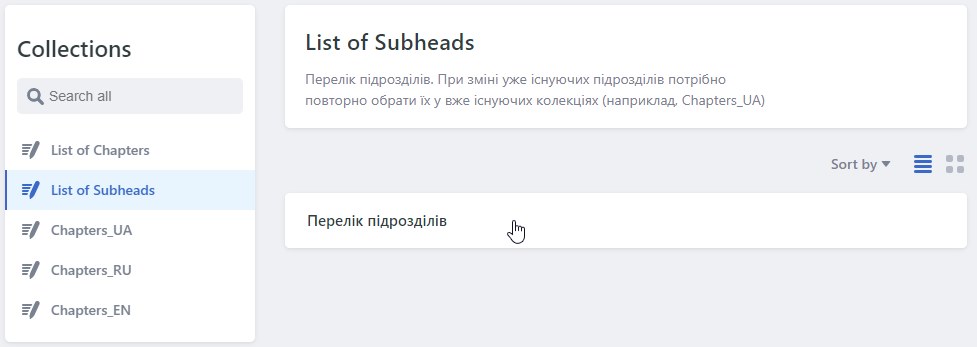 Collections
Search all
List of Chapters
List of Subheads
Chapters_UA
Chapters_RU
Chapters_EN
List of Subheads
Перелік підрозділів. При зміні уже існуючих підрозділів потрібно
повторно обрати їх у вже існуючих колекціях (наприклад, Chapters_UA)
Sort by
Перелік підрозділів